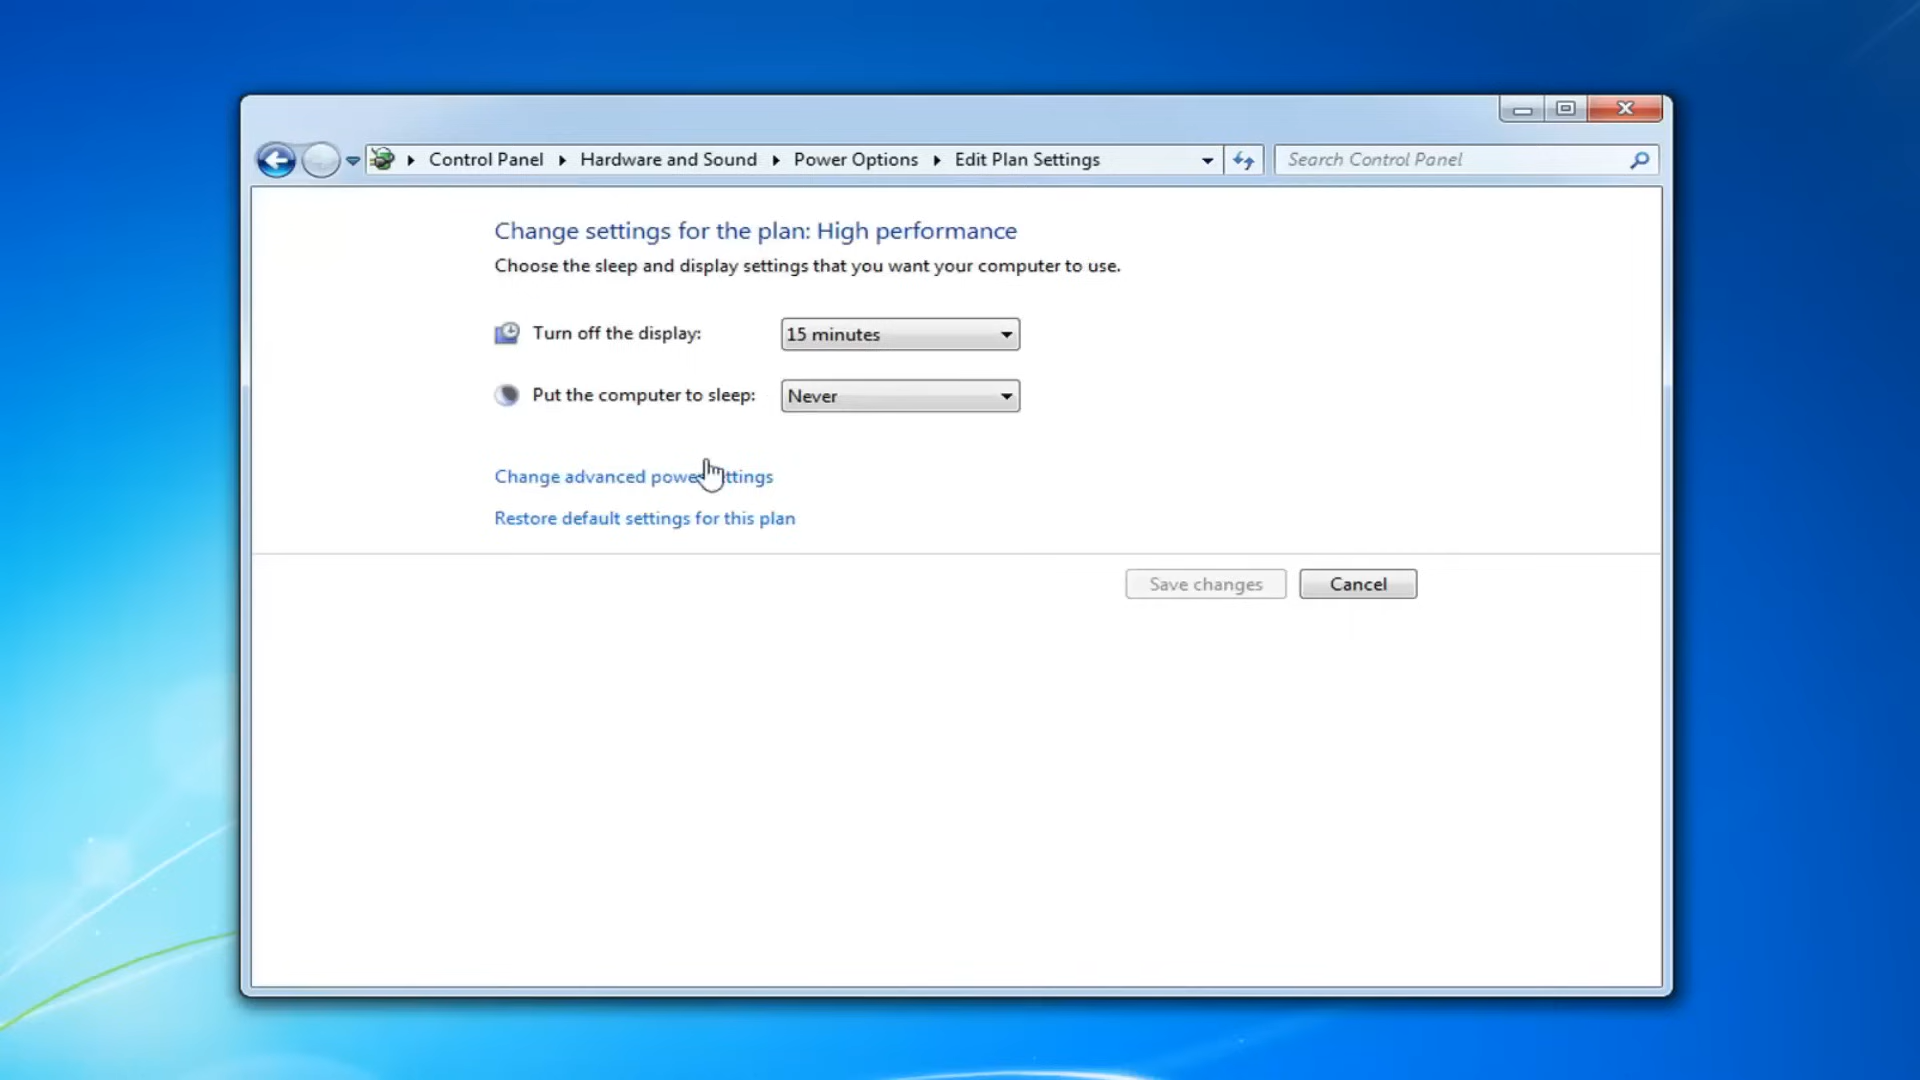 Control Panel Hardware and Sound Power Options Edit Plan Settings Search Control Panel
Change settings for the plan: High performance
Choose the sleep and display settings that you want your computer to use.
Turn off the display: 15 minutes
Put the computer to sleep: Never
Change advanced power ttings
Restore default settings for this plan
Save changes Cancel